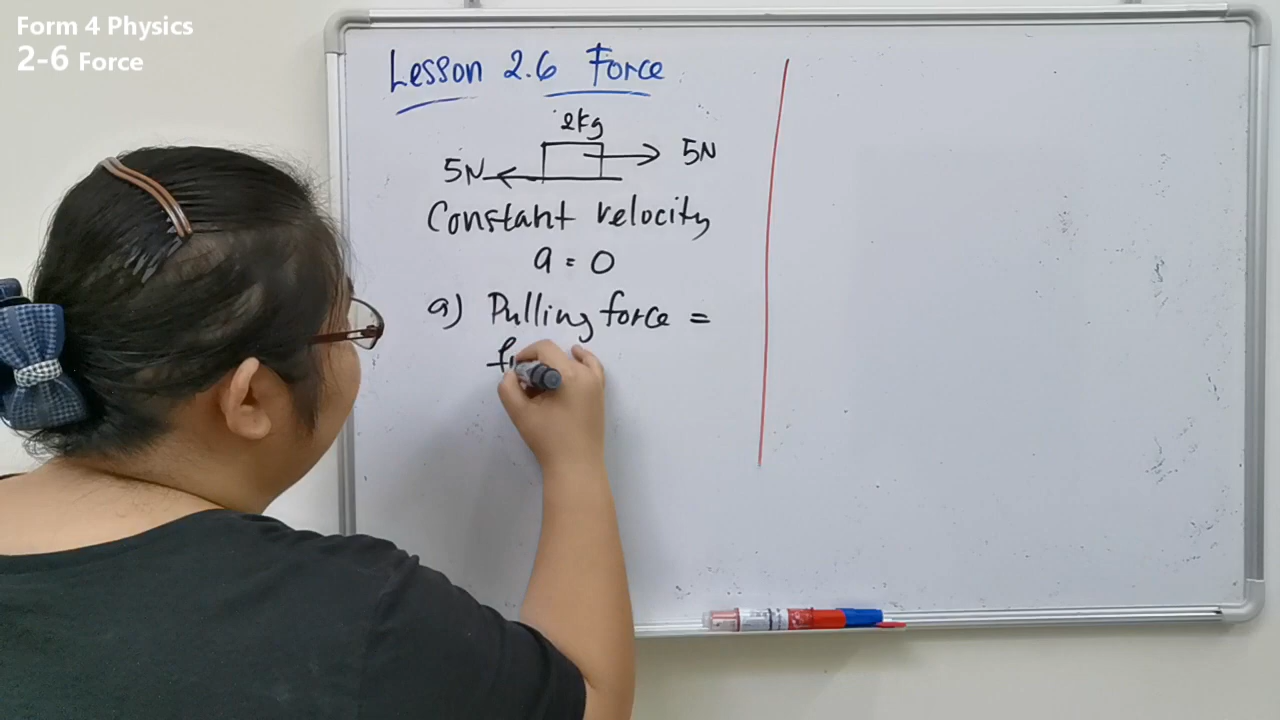 Form 4 Physics
2-6 Force
Lesson 2.6 Force
2kg
5N
5N
Constant velocity
a = 0
a) Pulling force =